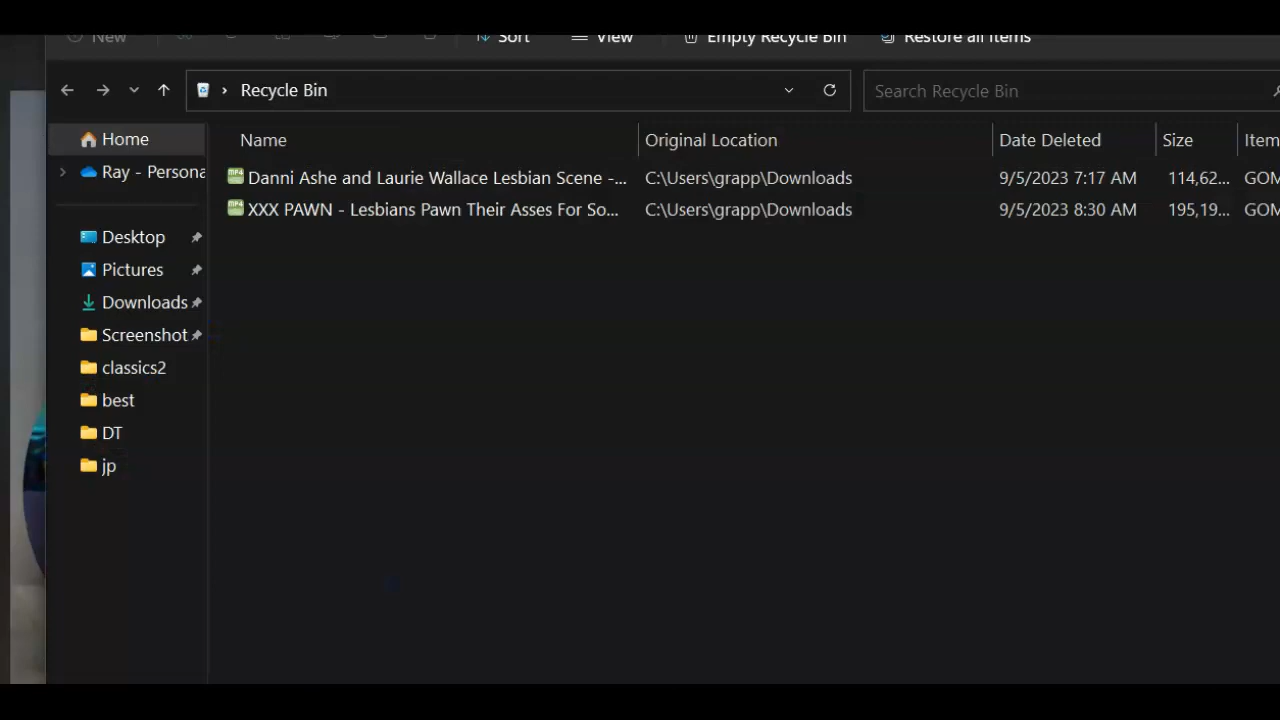 New Sort View Empty Recycle Bin Restore all items
Recycle Bin Search Recycle Bin
Home
Ray - Persona
Desktop
Pictures
Downloads
Screenshot
classics2
best
DT
jp
Name Original Location Date Deleted Size Item
Danni Ashe and Laurie Wallace Lesbian Scene -... C:\Users\grapp\Downloads 9/5/2023 7:17 AM 114,62... GOM
XXX PAWN - Lesbians Pawn Their Asses For So... C:\Users\grapp\Downloads 9/5/2023 8:30 AM 195,19... GOM